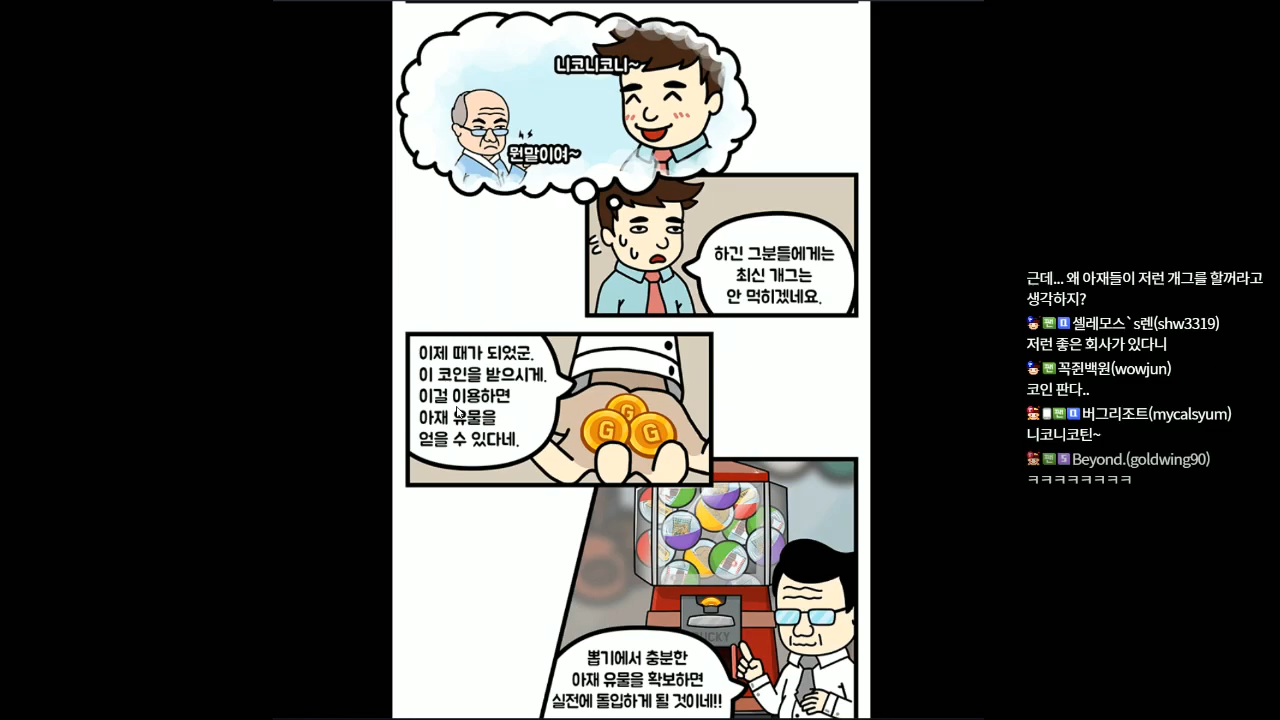 니코니코니~
뭔말이여~
하긴 그분들에게는
최신 개그는
안 먹히겠네요.
이제 때가 되었군.
이 코인을 받으시게.
이걸 이용하면
아재 유물을
얻을 수 있다네.
G
G
G
LUCKY
뽑기에서 충분한
아재 유물을 확보하면
실전에 돌입하게 될 것이네!!
근데... 왜 아재들이 저런 개그를 할꺼라고
생각하지?
팬 셀레모스`s렌(shw3319)
저런 좋은 회사가 있다니
팬 꼭쥔백원(wowjun)
코인 판다..
팬 버그리조트(mycalsyum)
니코니코틴~
팬 S Beyond.(goldwing90)
ㅋㅋㅋㅋㅋㅋㅋㅋ